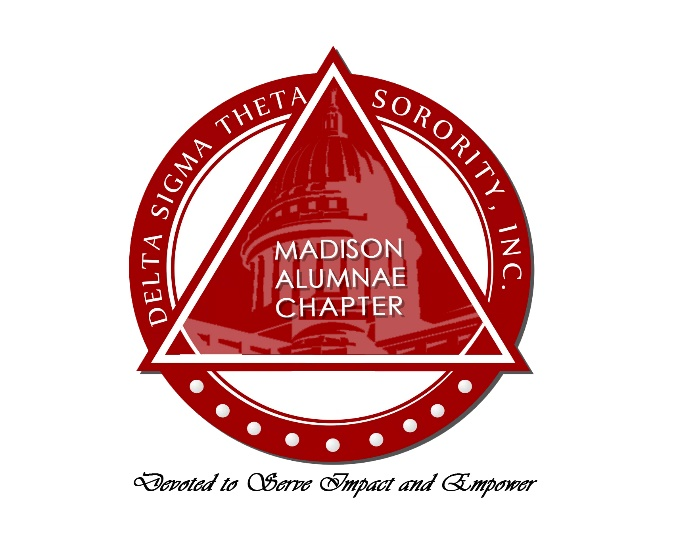 DELTA SIGMA THETA SORORITY, INC.
MADISON
ALUMNAE
CHAPTER
Devoted to Serve Impact and Empower